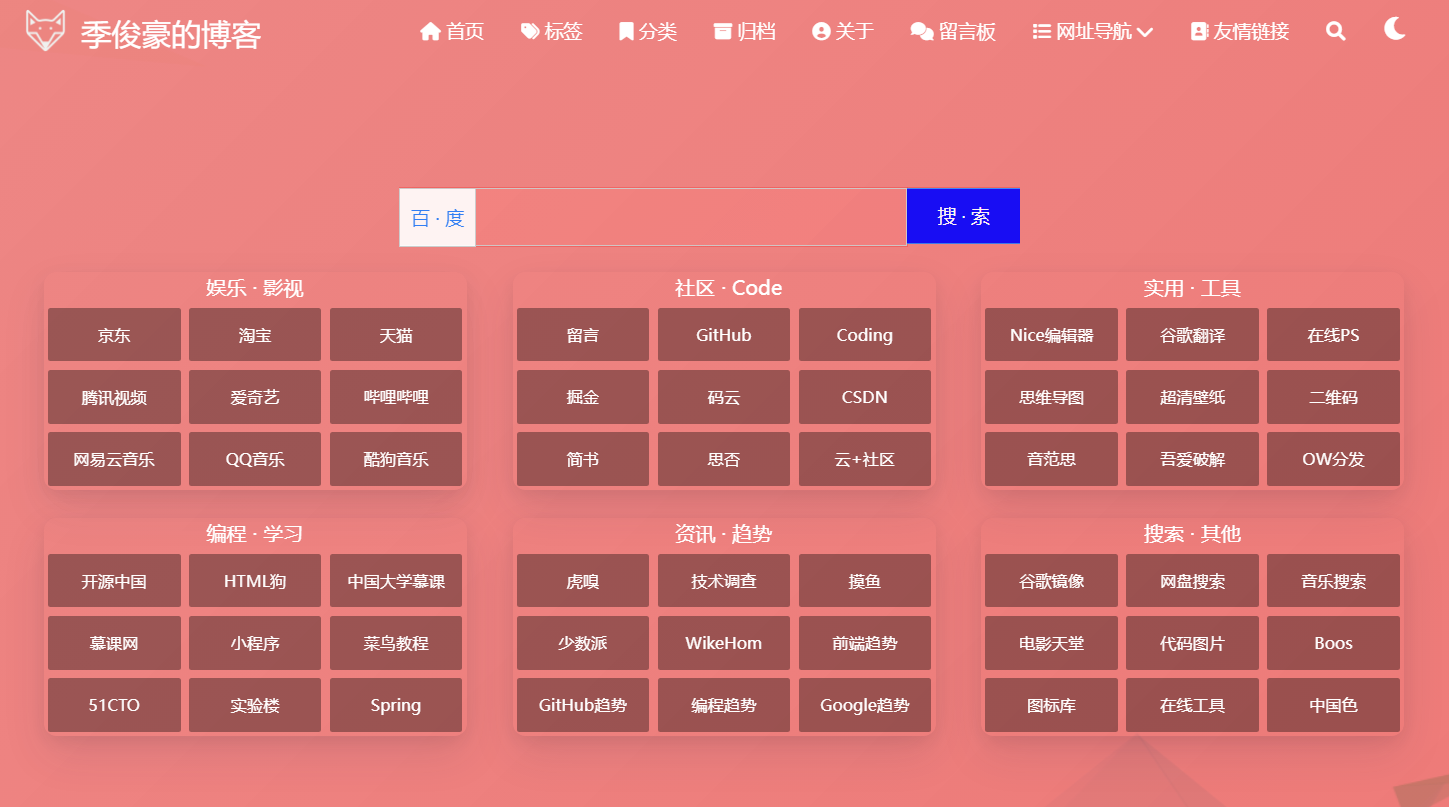 季俊豪的博客
首页 标签 分类 归档 关于 留言板 网址导航 友情链接
百 · 度 搜 · 索
娱乐 · 影视
京东 淘宝 天猫
腾讯视频 爱奇艺 哔哩哔哩
网易云音乐 QQ音乐 酷狗音乐
社区 · Code
留言 GitHub Coding
掘金 码云 CSDN
简书 思否 云+社区
实用 · 工具
Nice编辑器 谷歌翻译 在线PS
思维导图 超清壁纸 二维码
音范思 吾爱破解 OW分发
编程 · 学习
开源中国 HTML狗 中国大学慕课
慕课网 小程序 菜鸟教程
51CTO 实验楼 Spring
资讯 · 趋势
虎嗅 技术调查 摸鱼
少数派 WikeHom 前端趋势
GitHub趋势 编程趋势 Google趋势
搜索 · 其他
谷歌镜像 网盘搜索 音乐搜索
电影天堂 代码图片 Boos
图标库 在线工具 中国色